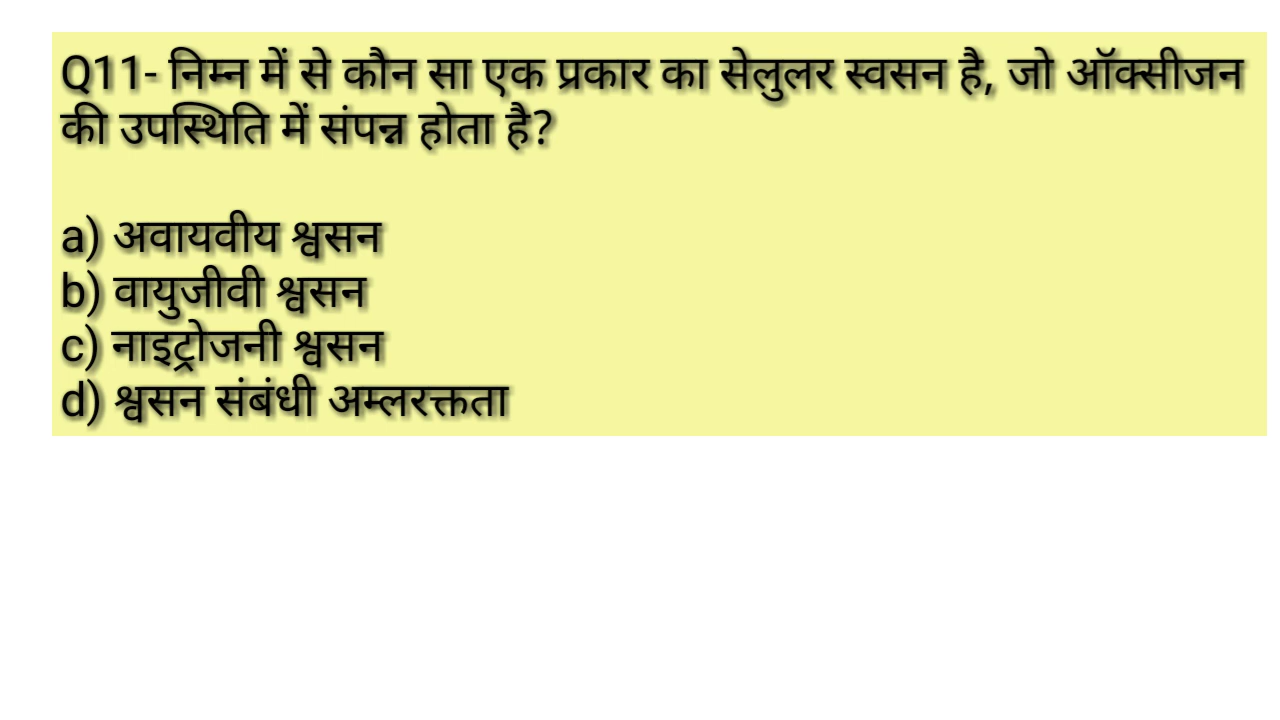 Q11- निम्न में से कौन सा एक प्रकार का सेलुलर स्वसन है, जो ऑक्सीजन
की उपस्थिति में संपन्न होता है?
a) अवायवीय श्वसन
b) वायुजीवी श्वसन
c) नाइट्रोजनी श्वसन
d) श्वसन संबंधी अम्लरक्तता